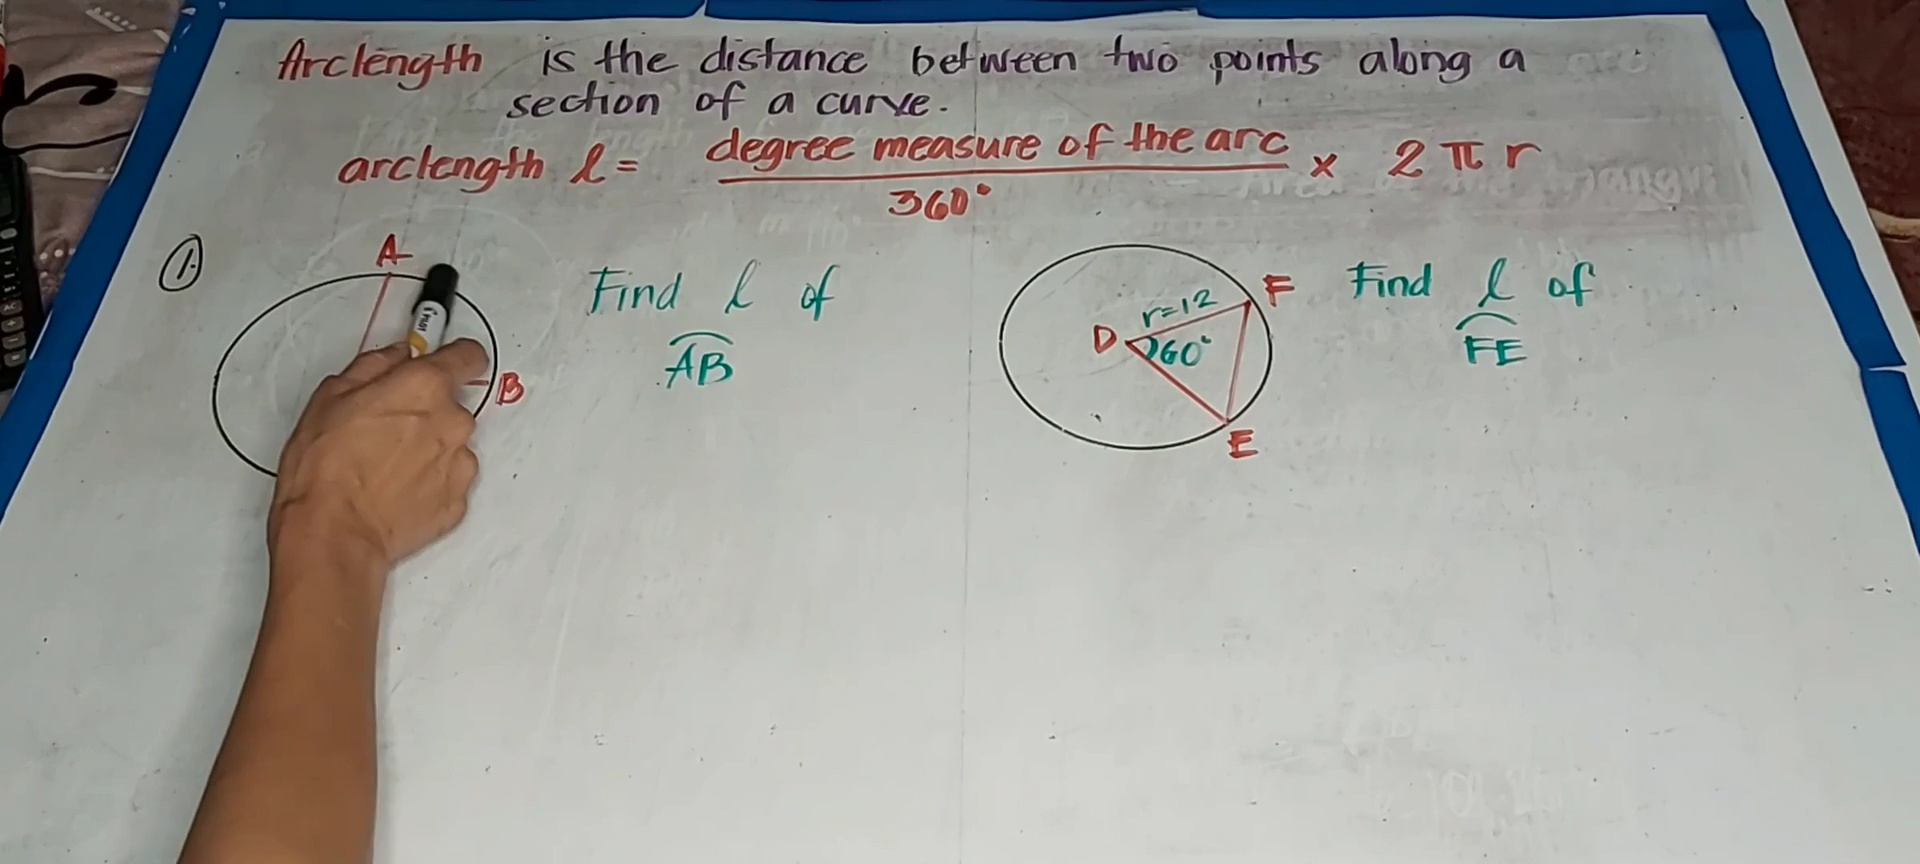 Arclength is the distance between two points along a
section of a curve.
arclength l = degree measure of the arc / 360° x 2 π r
1.
A
B
Find l of
AB
D
r=12
60°
F
E
Find l of
FE